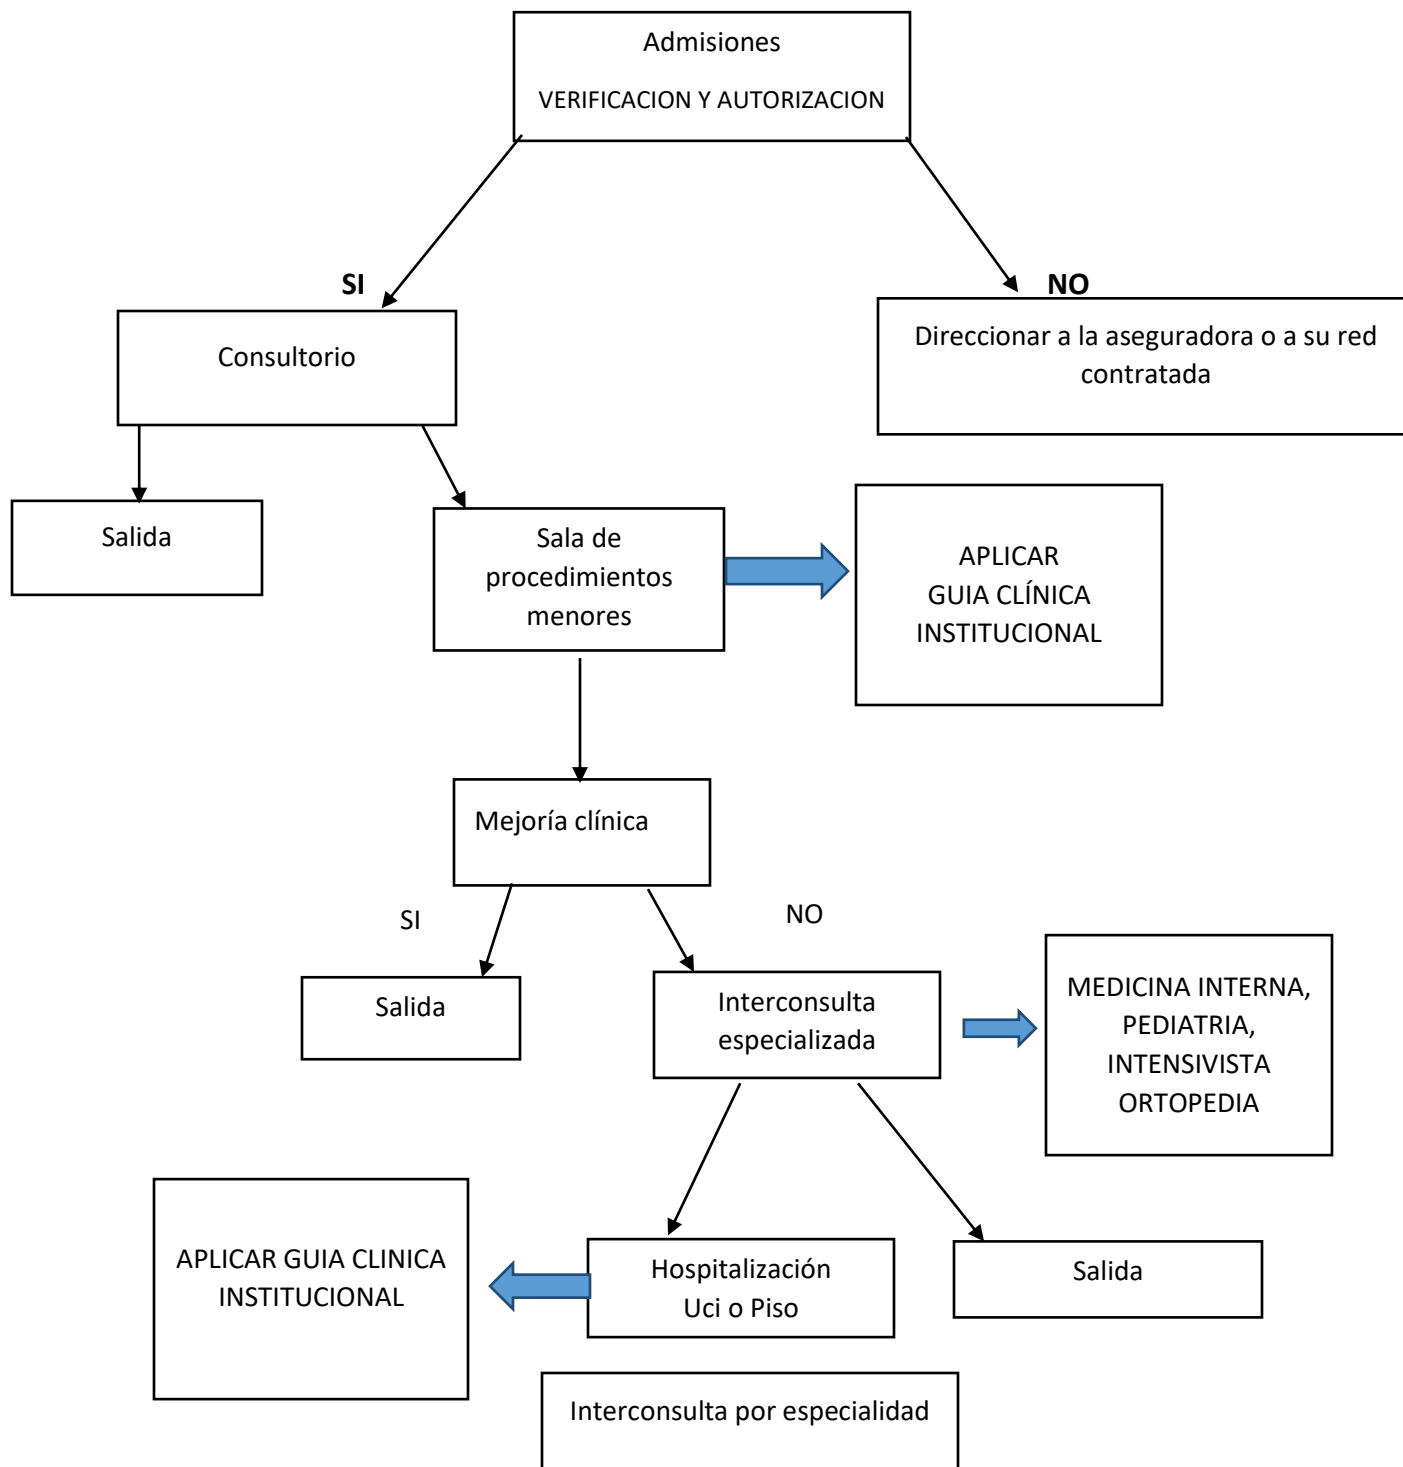 Admisiones
VERIFICACION Y AUTORIZACION
SI
NO
Consultorio
Direccionar a la aseguradora o a su red
contratada
Salida
Sala de
procedimientos
menores
APLICAR
GUIA CLÍNICA
INSTITUCIONAL
Mejoría clínica
SI
NO
Salida
Interconsulta
especializada
MEDICINA INTERNA,
PEDIATRIA,
INTENSIVISTA
ORTOPEDIA
APLICAR GUIA CLINICA
INSTITUCIONAL
Hospitalización
Uci o Piso
Salida
Interconsulta por especialidad